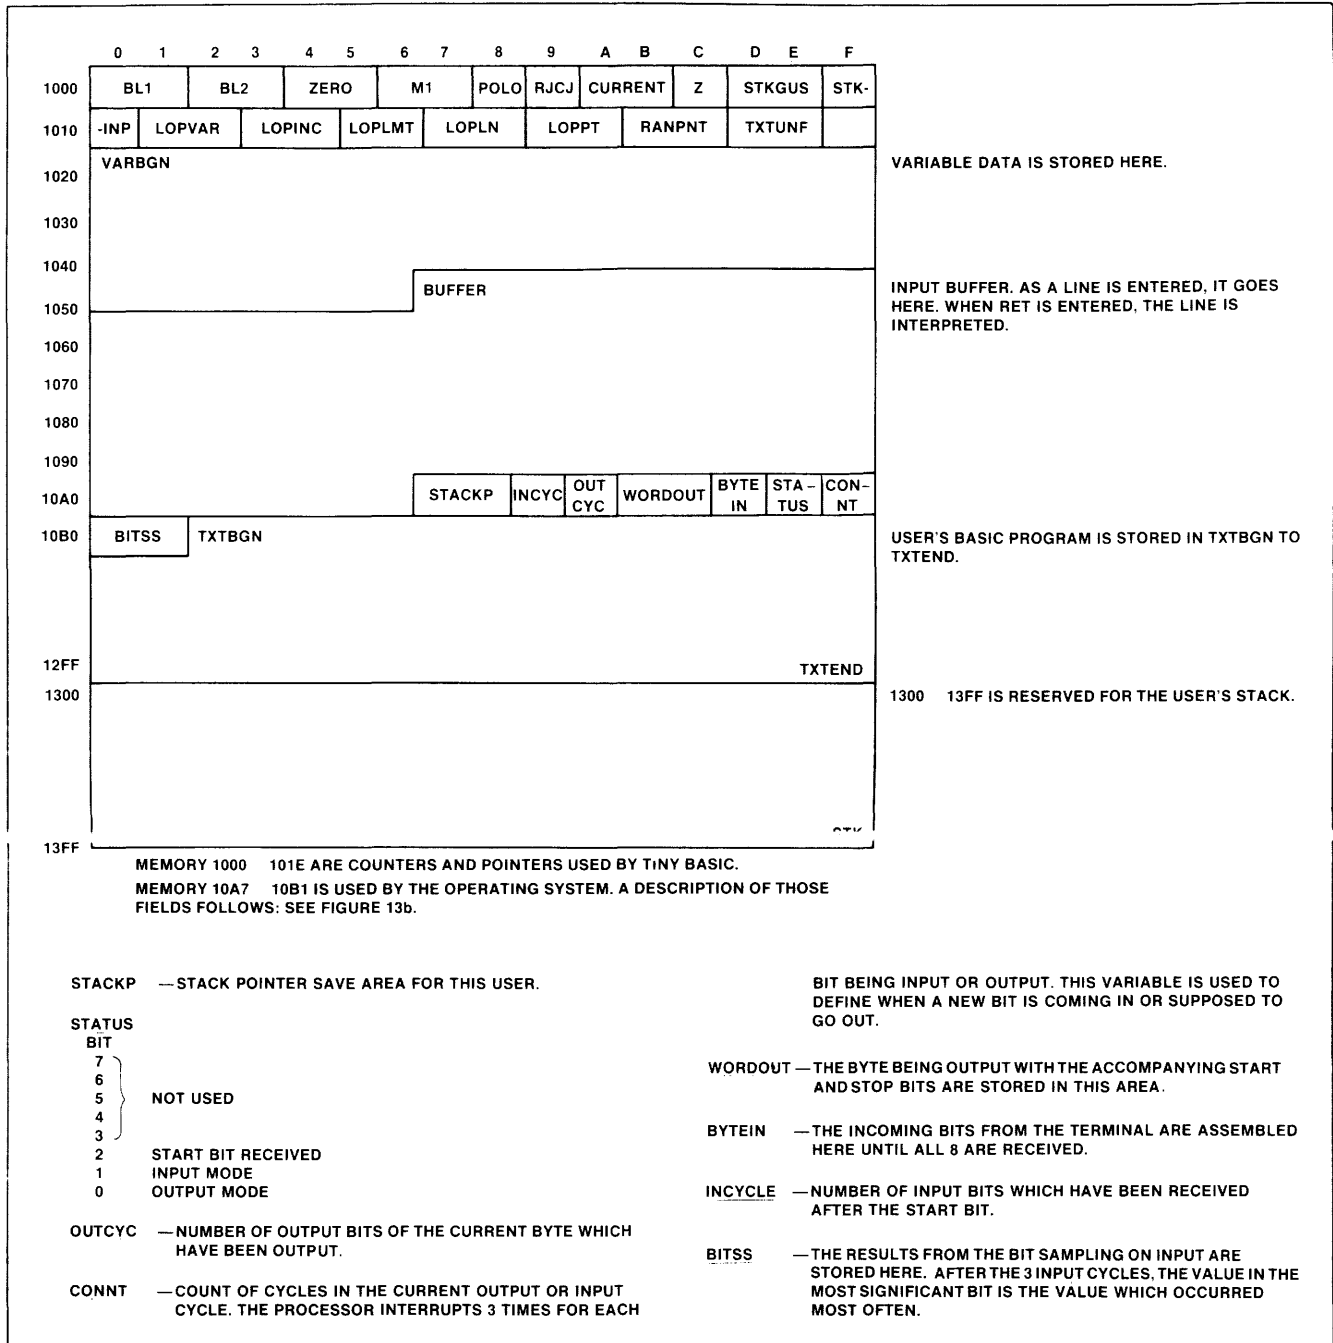 0 1 2 3 4 5 6 7 8 9 A B C D E F
1000 BL1 BL2 ZERO M1 POLO RJCJ CURRENT Z STKGUS STK-
1010 -INP LOPVAR LOPINC LOPLMT LOPLN LOPPT RANPNT TXTUNF
VARBGN VARIABLE DATA IS STORED HERE.
1020
1030
1040
BUFFER INPUT BUFFER. AS A LINE IS ENTERED, IT GOES
1050 HERE. WHEN RET IS ENTERED, THE LINE IS
INTERPRETED.
1060
1070
1080
1090
10A0 STACKP INCYC OUT CYC WORDOUT BYTE IN STA- TUS CON- NT
10B0 BITSS TXTBGN USER'S BASIC PROGRAM IS STORED IN TXTBGN TO
TXTEND.
12FF TXTEND
1300 1300 13FF IS RESERVED FOR THE USER'S STACK.
13FF
MEMORY 1000 101E ARE COUNTERS AND POINTERS USED BY TINY BASIC.
MEMORY 10A7 10B1 IS USED BY THE OPERATING SYSTEM. A DESCRIPTION OF THOSE
FIELDS FOLLOWS: SEE FIGURE 13b.
STACKP —STACK POINTER SAVE AREA FOR THIS USER.
STATUS
BIT
7
6
5 NOT USED
4
3
2 START BIT RECEIVED
1 INPUT MODE
0 OUTPUT MODE
OUTCYC —NUMBER OF OUTPUT BITS OF THE CURRENT BYTE WHICH
HAVE BEEN OUTPUT.
CONNT —COUNT OF CYCLES IN THE CURRENT OUTPUT OR INPUT
CYCLE. THE PROCESSOR INTERRUPTS 3 TIMES FOR EACH
BIT BEING INPUT OR OUTPUT. THIS VARIABLE IS USED TO
DEFINE WHEN A NEW BIT IS COMING IN OR SUPPOSED TO
GO OUT.
WORDOUT —THE BYTE BEING OUTPUT WITH THE ACCOMPANYING START
AND STOP BITS ARE STORED IN THIS AREA.
BYTEIN —THE INCOMING BITS FROM THE TERMINAL ARE ASSEMBLED
HERE UNTIL ALL 8 ARE RECEIVED.
INCYCLE —NUMBER OF INPUT BITS WHICH HAVE BEEN RECEIVED
AFTER THE START BIT.
BITSS —THE RESULTS FROM THE BIT SAMPLING ON INPUT ARE
STORED HERE. AFTER THE 3 INPUT CYCLES, THE VALUE IN THE
MOST SIGNIFICANT BIT IS THE VALUE WHICH OCCURRED
MOST OFTEN.